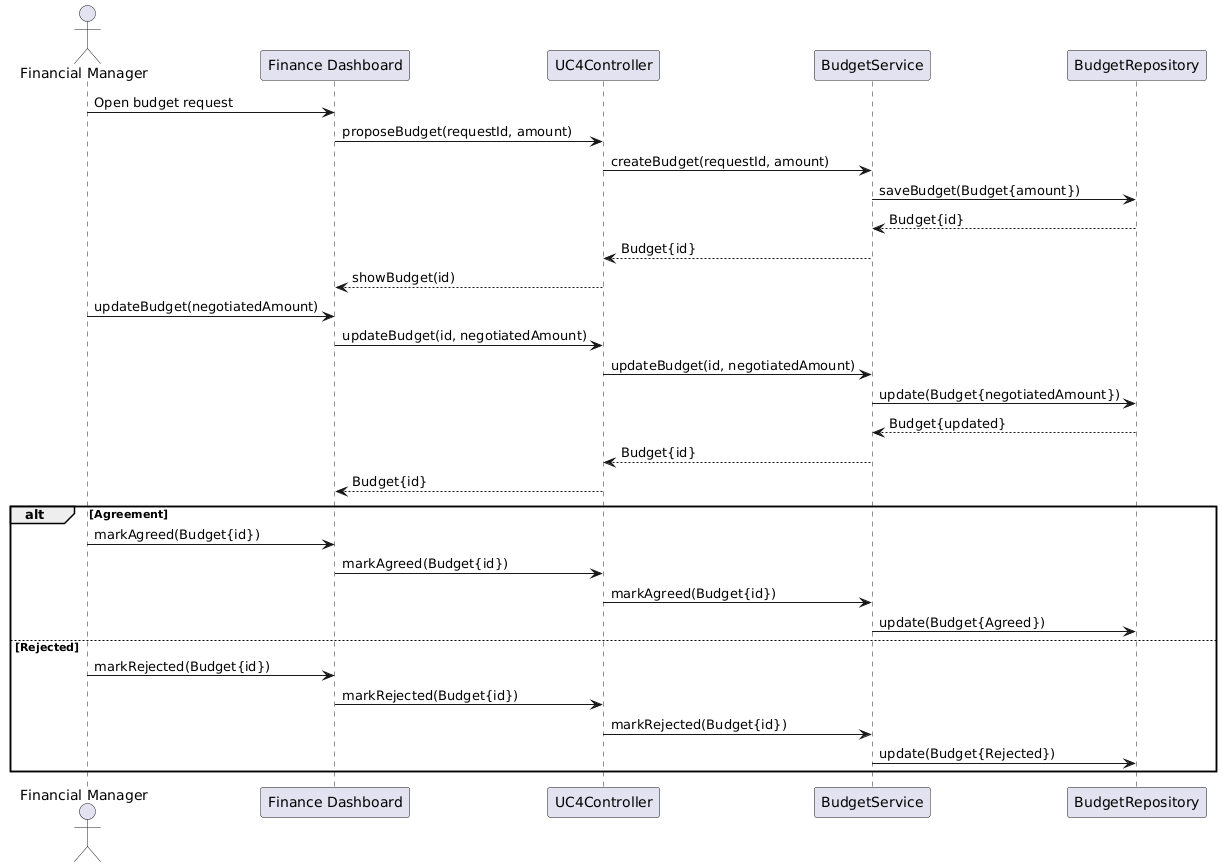 Financial Manager
Finance Dashboard
UC4Controller
BudgetService
BudgetRepository
Open budget request
proposeBudget(requestId, amount)
createBudget(requestId, amount)
saveBudget(Budget{amount})
Budget{id}
Budget{id}
showBudget(id)
updateBudget(negotiatedAmount)
updateBudget(id, negotiatedAmount)
updateBudget(id, negotiatedAmount)
update(Budget{negotiatedAmount})
Budget{updated}
Budget{id}
Budget{id}
alt [Agreement]
markAgreed(Budget{id})
markAgreed(Budget{id})
markAgreed(Budget{id})
update(Budget{Agreed})
[Rejected]
markRejected(Budget{id})
markRejected(Budget{id})
markRejected(Budget{id})
update(Budget{Rejected})
Financial Manager
Finance Dashboard
UC4Controller
BudgetService
BudgetRepository